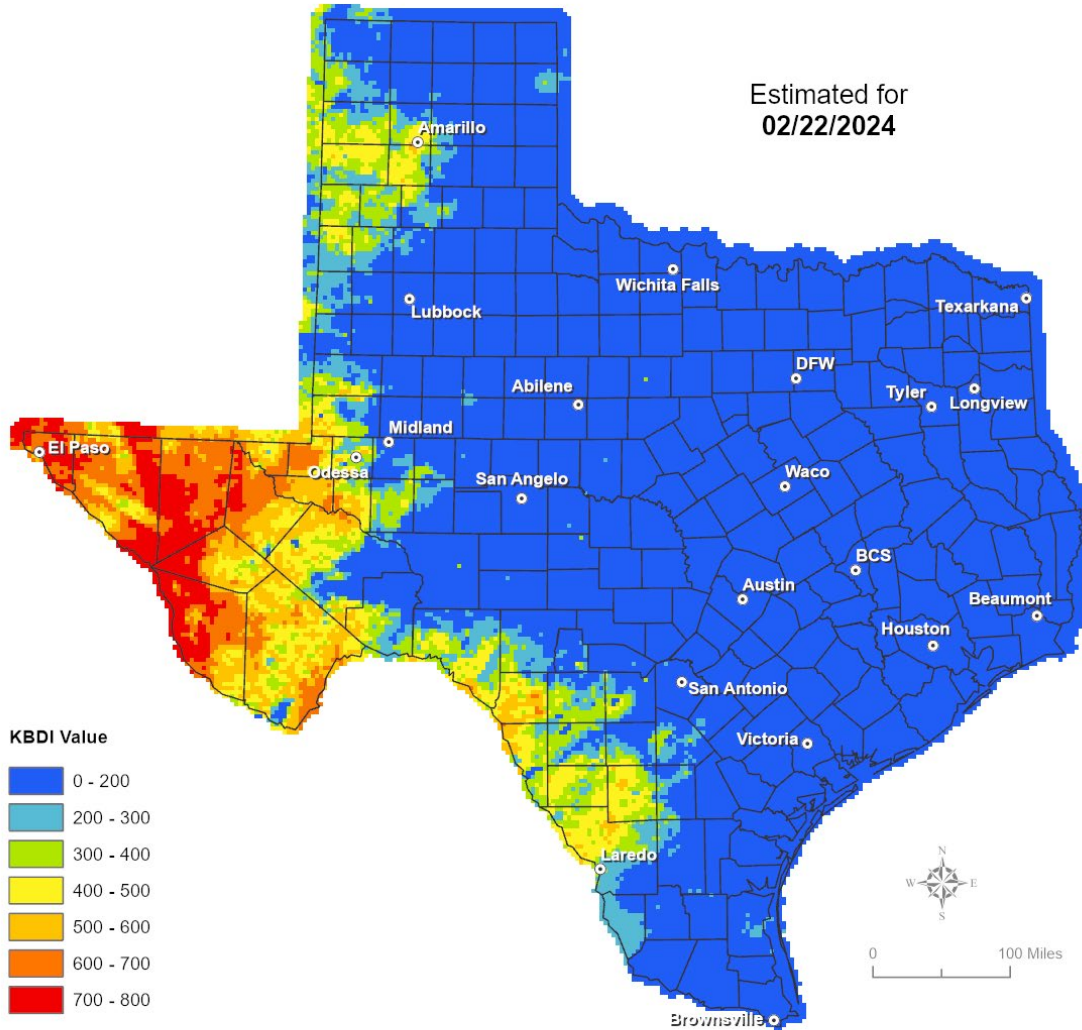 Estimated for
02/22/2024
Amarillo
Wichita Falls
Lubbock
Texarkana
DFW
Abilene
Tyler
Longview
Midland
El Paso
Odessa
San Angelo
Waco
BCS
Austin
Beaumont
Houston
San Antonio
Victoria
Laredo
Brownsville
KBDI Value
0 - 200
200 - 300
300 - 400
400 - 500
500 - 600
600 - 700
700 - 800
N
W E
S
0 100 Miles